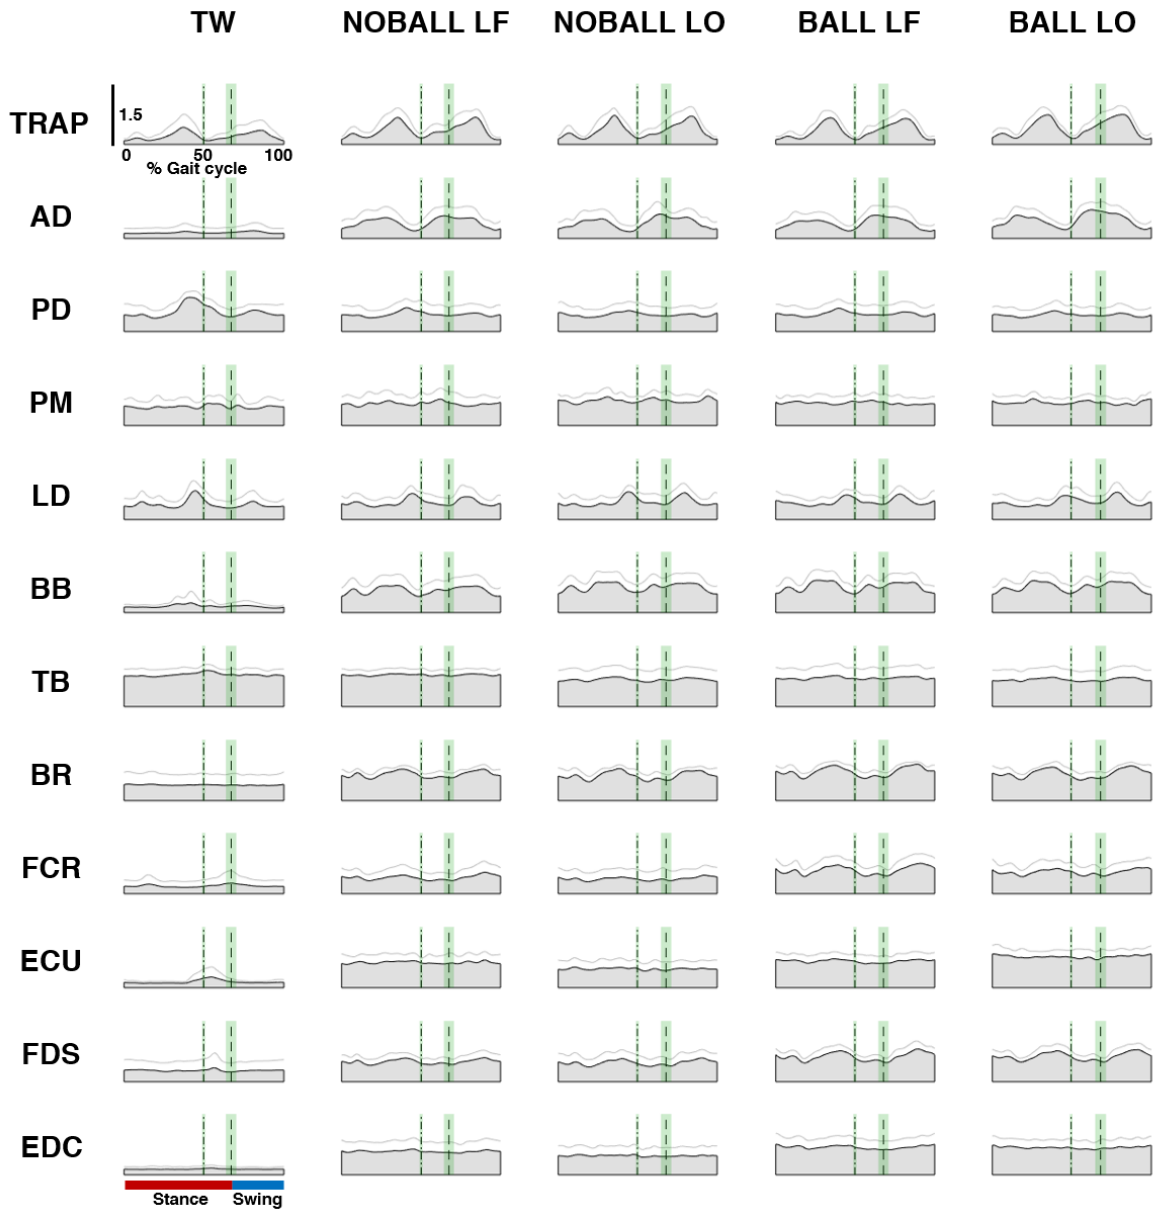 TW NOBALL LF NOBALL LO BALL LF BALL LO
TRAP
1.5
0 50 100
% Gait cycle
AD
PD
PM
LD
BB
TB
BR
FCR
ECU
FDS
EDC
Stance Swing